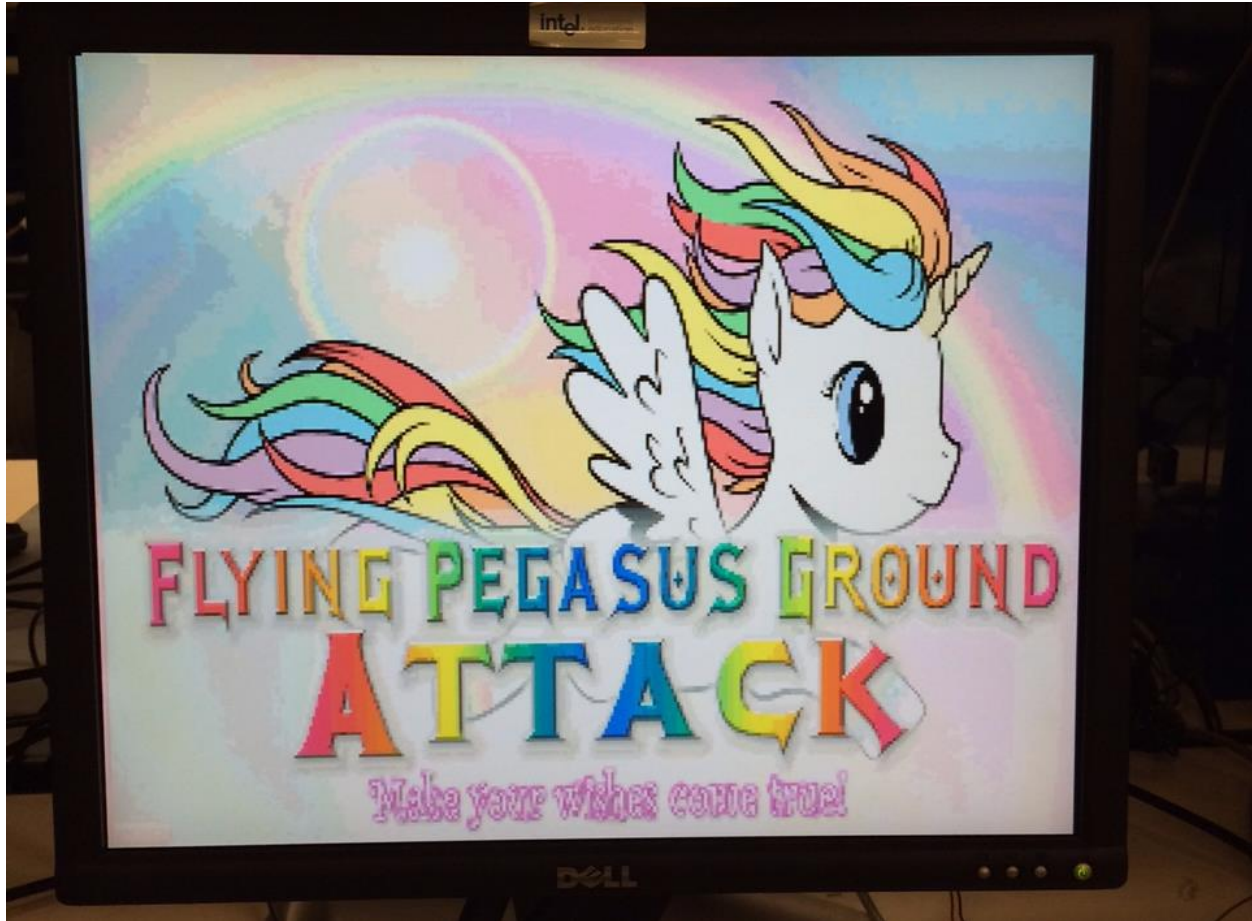 intel
FLYING PEGASUS GROUND
ATTACK
Make your wishes come true!
DELL